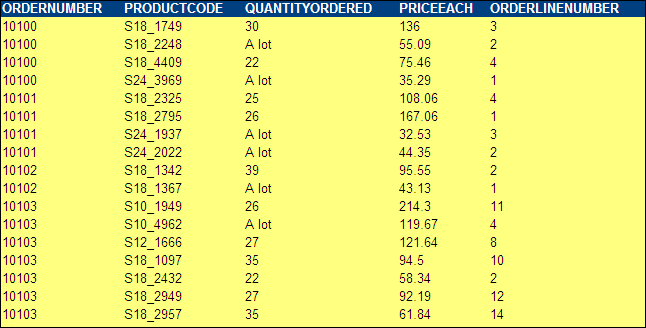 ORDERNUMBER PRODUCTCODE QUANTITYORDERED PRICEEACH ORDERLINENUMBER
10100 S18_1749 30 136 3
10100 S18_2248 A lot 55.09 2
10100 S18_4409 22 75.46 4
10100 S24_3969 A lot 35.29 1
10101 S18_2325 25 108.06 4
10101 S18_2795 26 167.06 1
10101 S24_1937 A lot 32.53 3
10101 S24_2022 A lot 44.35 2
10102 S18_1342 39 95.55 2
10102 S18_1367 A lot 43.13 1
10103 S10_1949 26 214.3 11
10103 S10_4962 A lot 119.67 4
10103 S12_1666 27 121.64 8
10103 S18_1097 35 94.5 10
10103 S18_2432 22 58.34 2
10103 S18_2949 27 92.19 12
10103 S18_2957 35 61.84 14